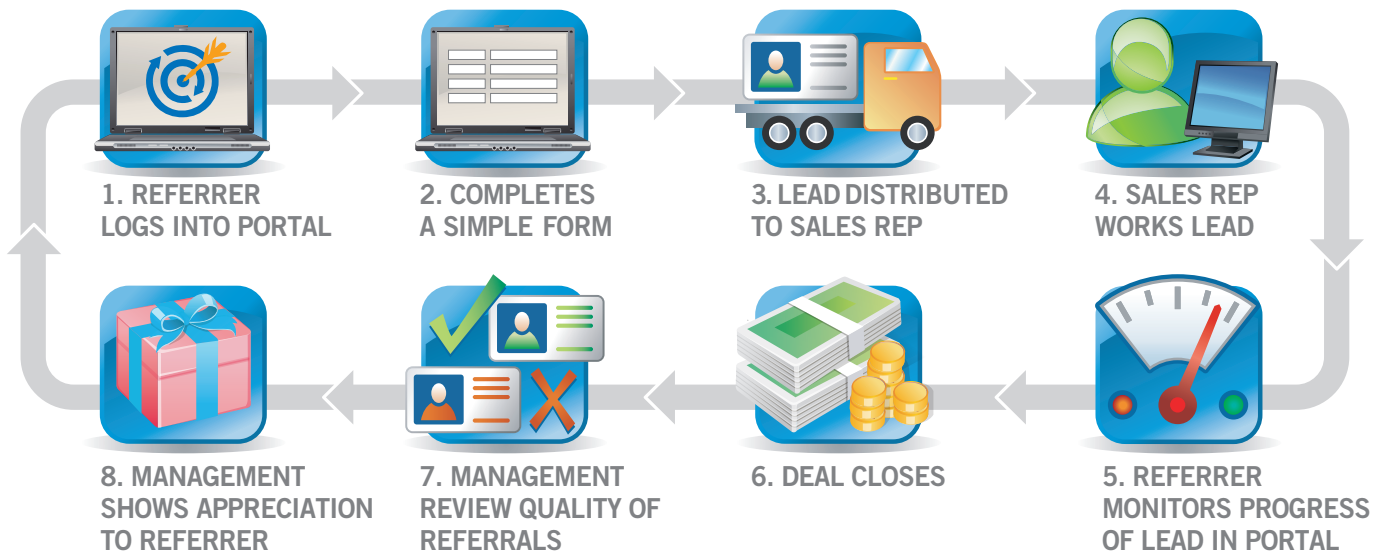 1. REFERRER
LOGS INTO PORTAL
2. COMPLETES
A SIMPLE FORM
3. LEAD DISTRIBUTED
TO SALES REP
4. SALES REP
WORKS LEAD
8. MANAGEMENT
SHOWS APPRECIATION
TO REFERRER
7. MANAGEMENT
REVIEW QUALITY OF
REFERRALS
6. DEAL CLOSES
5. REFERRER
MONITORS PROGRESS
OF LEAD IN PORTAL